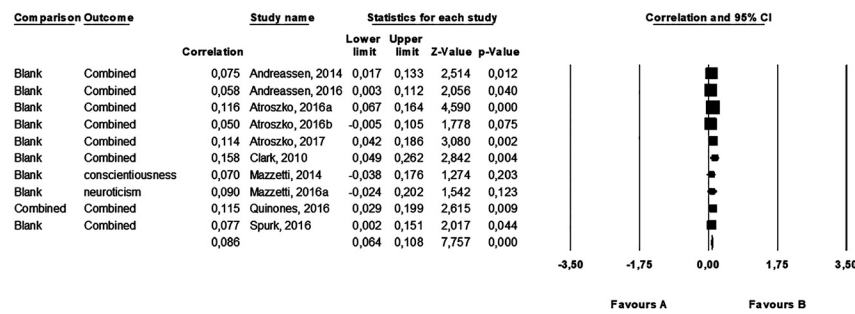 Comparison Outcome Study name Statistics for each study Correlation and 95% CI
Correlation Lower limit Upper limit Z-Value p-Value
Blank Combined 0,075 Andreassen, 2014 0,017 0,133 2,514 0,012
Blank Combined 0,058 Andreassen, 2016 0,003 0,112 2,056 0,040
Blank Combined 0,116 Atroszko, 2016a 0,067 0,164 4,590 0,000
Blank Combined 0,050 Atroszko, 2016b -0,005 0,105 1,778 0,075
Blank Combined 0,114 Atroszko, 2017 0,042 0,186 3,080 0,002
Blank Combined 0,158 Clark, 2010 0,049 0,262 2,842 0,004
Blank conscientiousness 0,070 Mazzetti, 2014 -0,038 0,176 1,274 0,203
Blank neuroticism 0,090 Mazzetti, 2016a -0,024 0,202 1,542 0,123
Combined Combined 0,115 Quinones, 2016 0,029 0,199 2,615 0,009
Blank Combined 0,077 Spurk, 2016 0,002 0,151 2,017 0,044
0,086 0,064 0,108 7,757 0,000
-3,50 -1,75 0,00 1,75 3,50
Favours A Favours B